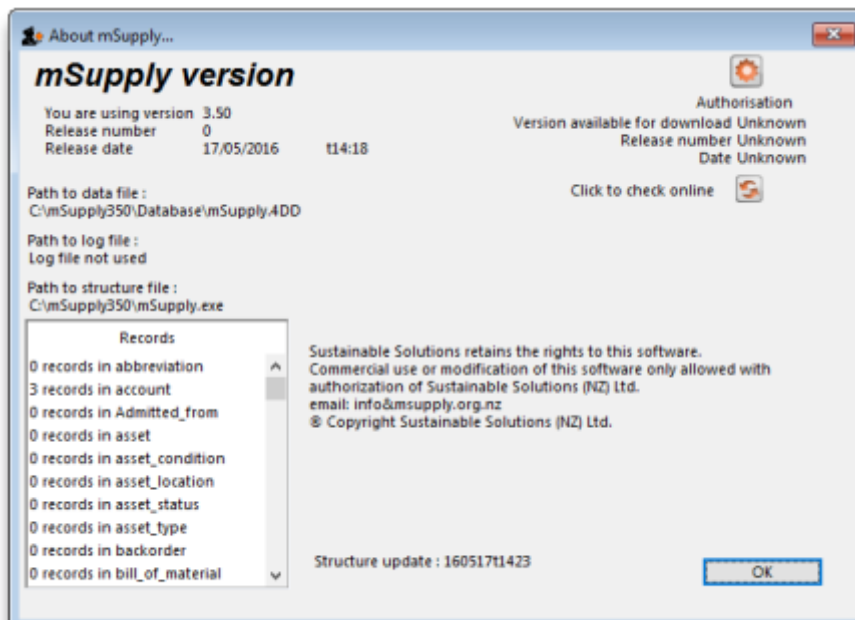 About mSupply...
mSupply version
You are using version 3.50
Release number 0
Release date 17/05/2016 t14:18
Authorisation
Version available for download Unknown
Release number Unknown
Date Unknown
Click to check online
Path to data file :
C:\mSupply350\Database\mSupply.4DD
Path to log file :
Log file not used
Path to structure file :
C:\mSupply350\mSupply.exe
Records
0 records in abbreviation
3 records in account
0 records in Admitted_from
0 records in asset
0 records in asset_condition
0 records in asset_location
0 records in asset_status
0 records in asset_type
0 records in backorder
0 records in bill_of_material
Sustainable Solutions retains the rights to this software.
Commercial use or modification of this software only allowed with
authorization of Sustainable Solutions (NZ) Ltd.
email: info&msupply.org.nz
® Copyright Sustainable Solutions (NZ) Ltd.
Structure update : 160517t1423
OK